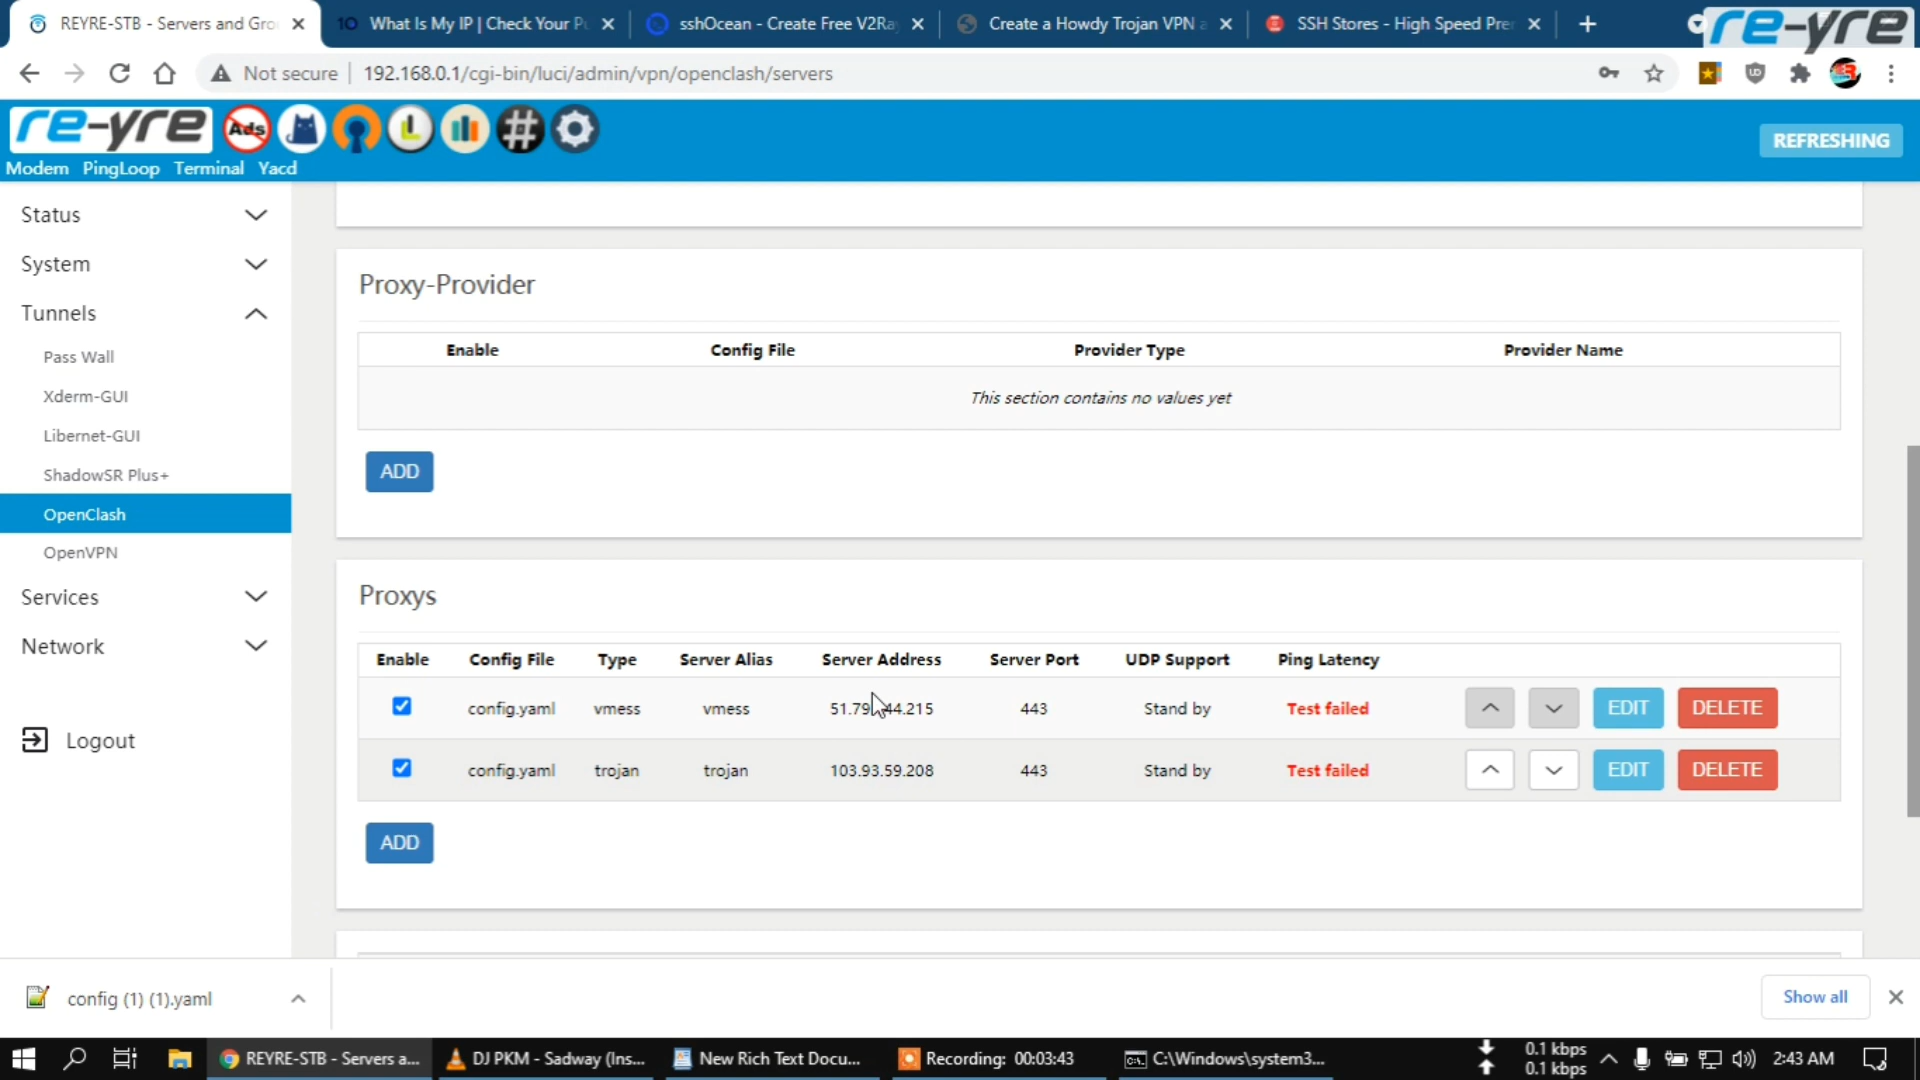 REYRE-STB - Servers and Gro
What Is My IP | Check Your Pu
sshOcean - Create Free V2Ra
Create a Howdy Trojan VPN a
SSH Stores - High Speed Prer
re-yre
Not secure
192.168.0.1/cgi-bin/luci/admin/vpn/openclash/servers
re-yre
Ads
REFRESHING
Modem PingLoop Terminal Yacd
Status
System
Tunnels
Pass Wall
Xderm-GUI
Libernet-GUI
ShadowSR Plus+
OpenClash
OpenVPN
Services
Network
Logout
Proxy-Provider
Enable Config File Provider Type Provider Name
This section contains no values yet
ADD
Proxys
Enable Config File Type Server Alias Server Address Server Port UDP Support Ping Latency
config.yaml vmess vmess 51.79 44.215 443 Stand by Test failed EDIT DELETE
config.yaml trojan trojan 103.93.59.208 443 Stand by Test failed EDIT DELETE
ADD
config (1) (1).yaml
Show all
REYRE-STB - Servers a...
DJ PKM - Sadway (Ins...
New Rich Text Docu...
Recording: 00:03:43
C:\Windows\system3...
0.1 kbps
0.1 kbps
2:43 AM